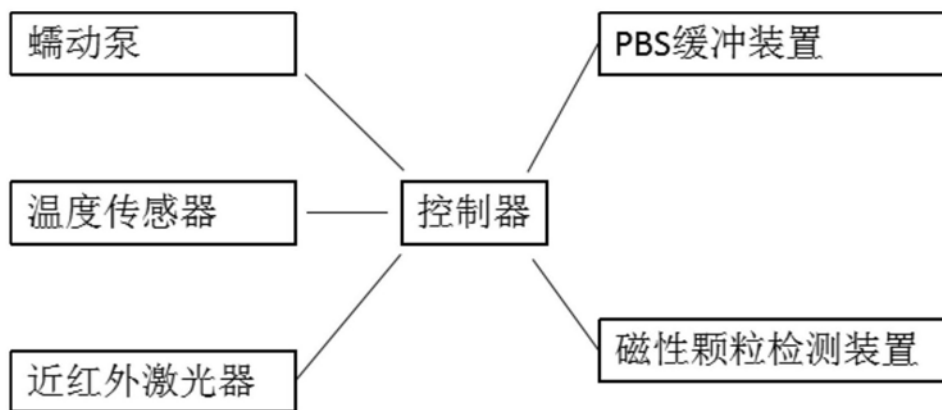 蠕动泵
PBS缓冲装置
温度传感器
控制器
磁性颗粒检测装置
近红外激光器